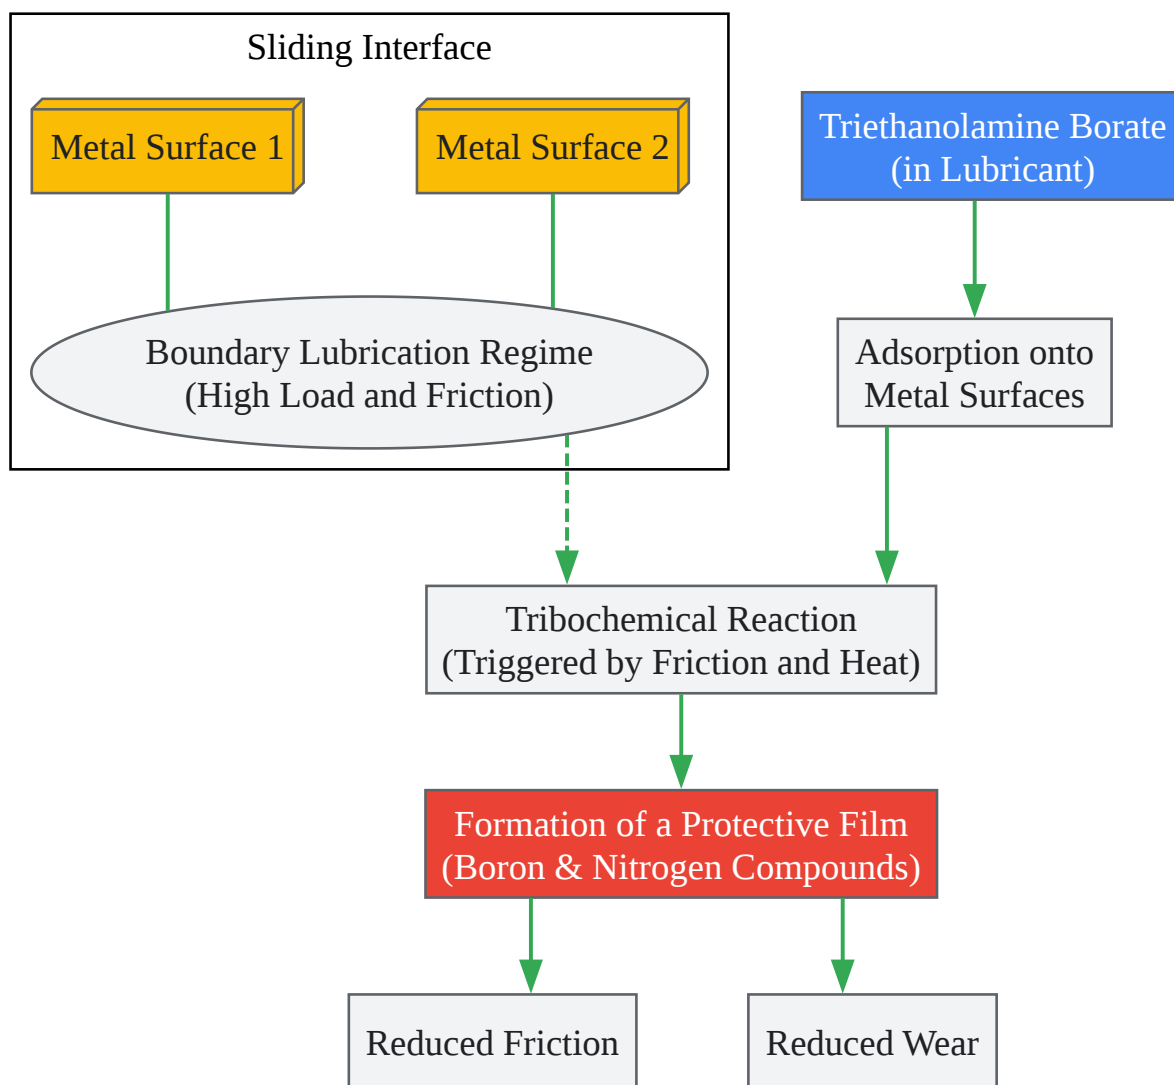 Sliding Interface
Metal Surface 1
Metal Surface 2
Triethanolamine Borate
(in Lubricant)
Boundary Lubrication Regime
(High Load and Friction)
Adsorption onto
Metal Surfaces
Tribochemical Reaction
(Triggered by Friction and Heat)
Formation of a Protective Film
(Boron & Nitrogen Compounds)
Reduced Friction
Reduced Wear